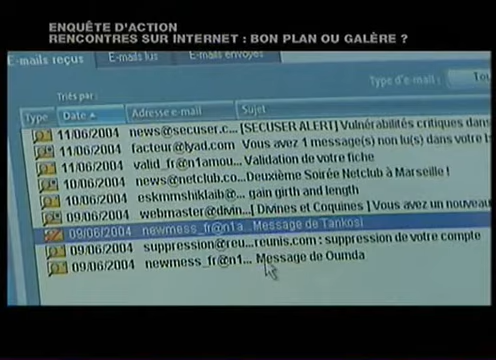 ENQUÊTE D'ACTION
RENCONTRES SUR INTERNET : BON PLAN OU GALÈRE ?
E-mails reçus E-mails lus E-mails envoyés
Type d'e-mail : Tou
Triés par :
Type Date Adresse e-mail Sujet
11/06/2004 news@secuser.c... [SECUSER ALERT] Vulnérabilités critiques dans
11/06/2004 facteur@lyad.com Vous avez 1 message(s) non lu(s) dans votre b
11/06/2004 valid_fr@n1amou... Validation de votre fiche
10/06/2004 news@netclub.co... Deuxième Soirée Netclub à Marseille !
10/06/2004 eskmmshiklaib@... gain girth and length
09/06/2004 webmaster@divin... [ Divines et Coquines ] Vous avez un nouveau
09/06/2004 newmess_fr@n1a... Message de Tankosi
09/06/2004 suppression@reu... reunis.com : suppression de votre compte
09/06/2004 newmess_fr@n1... Message de Oumda